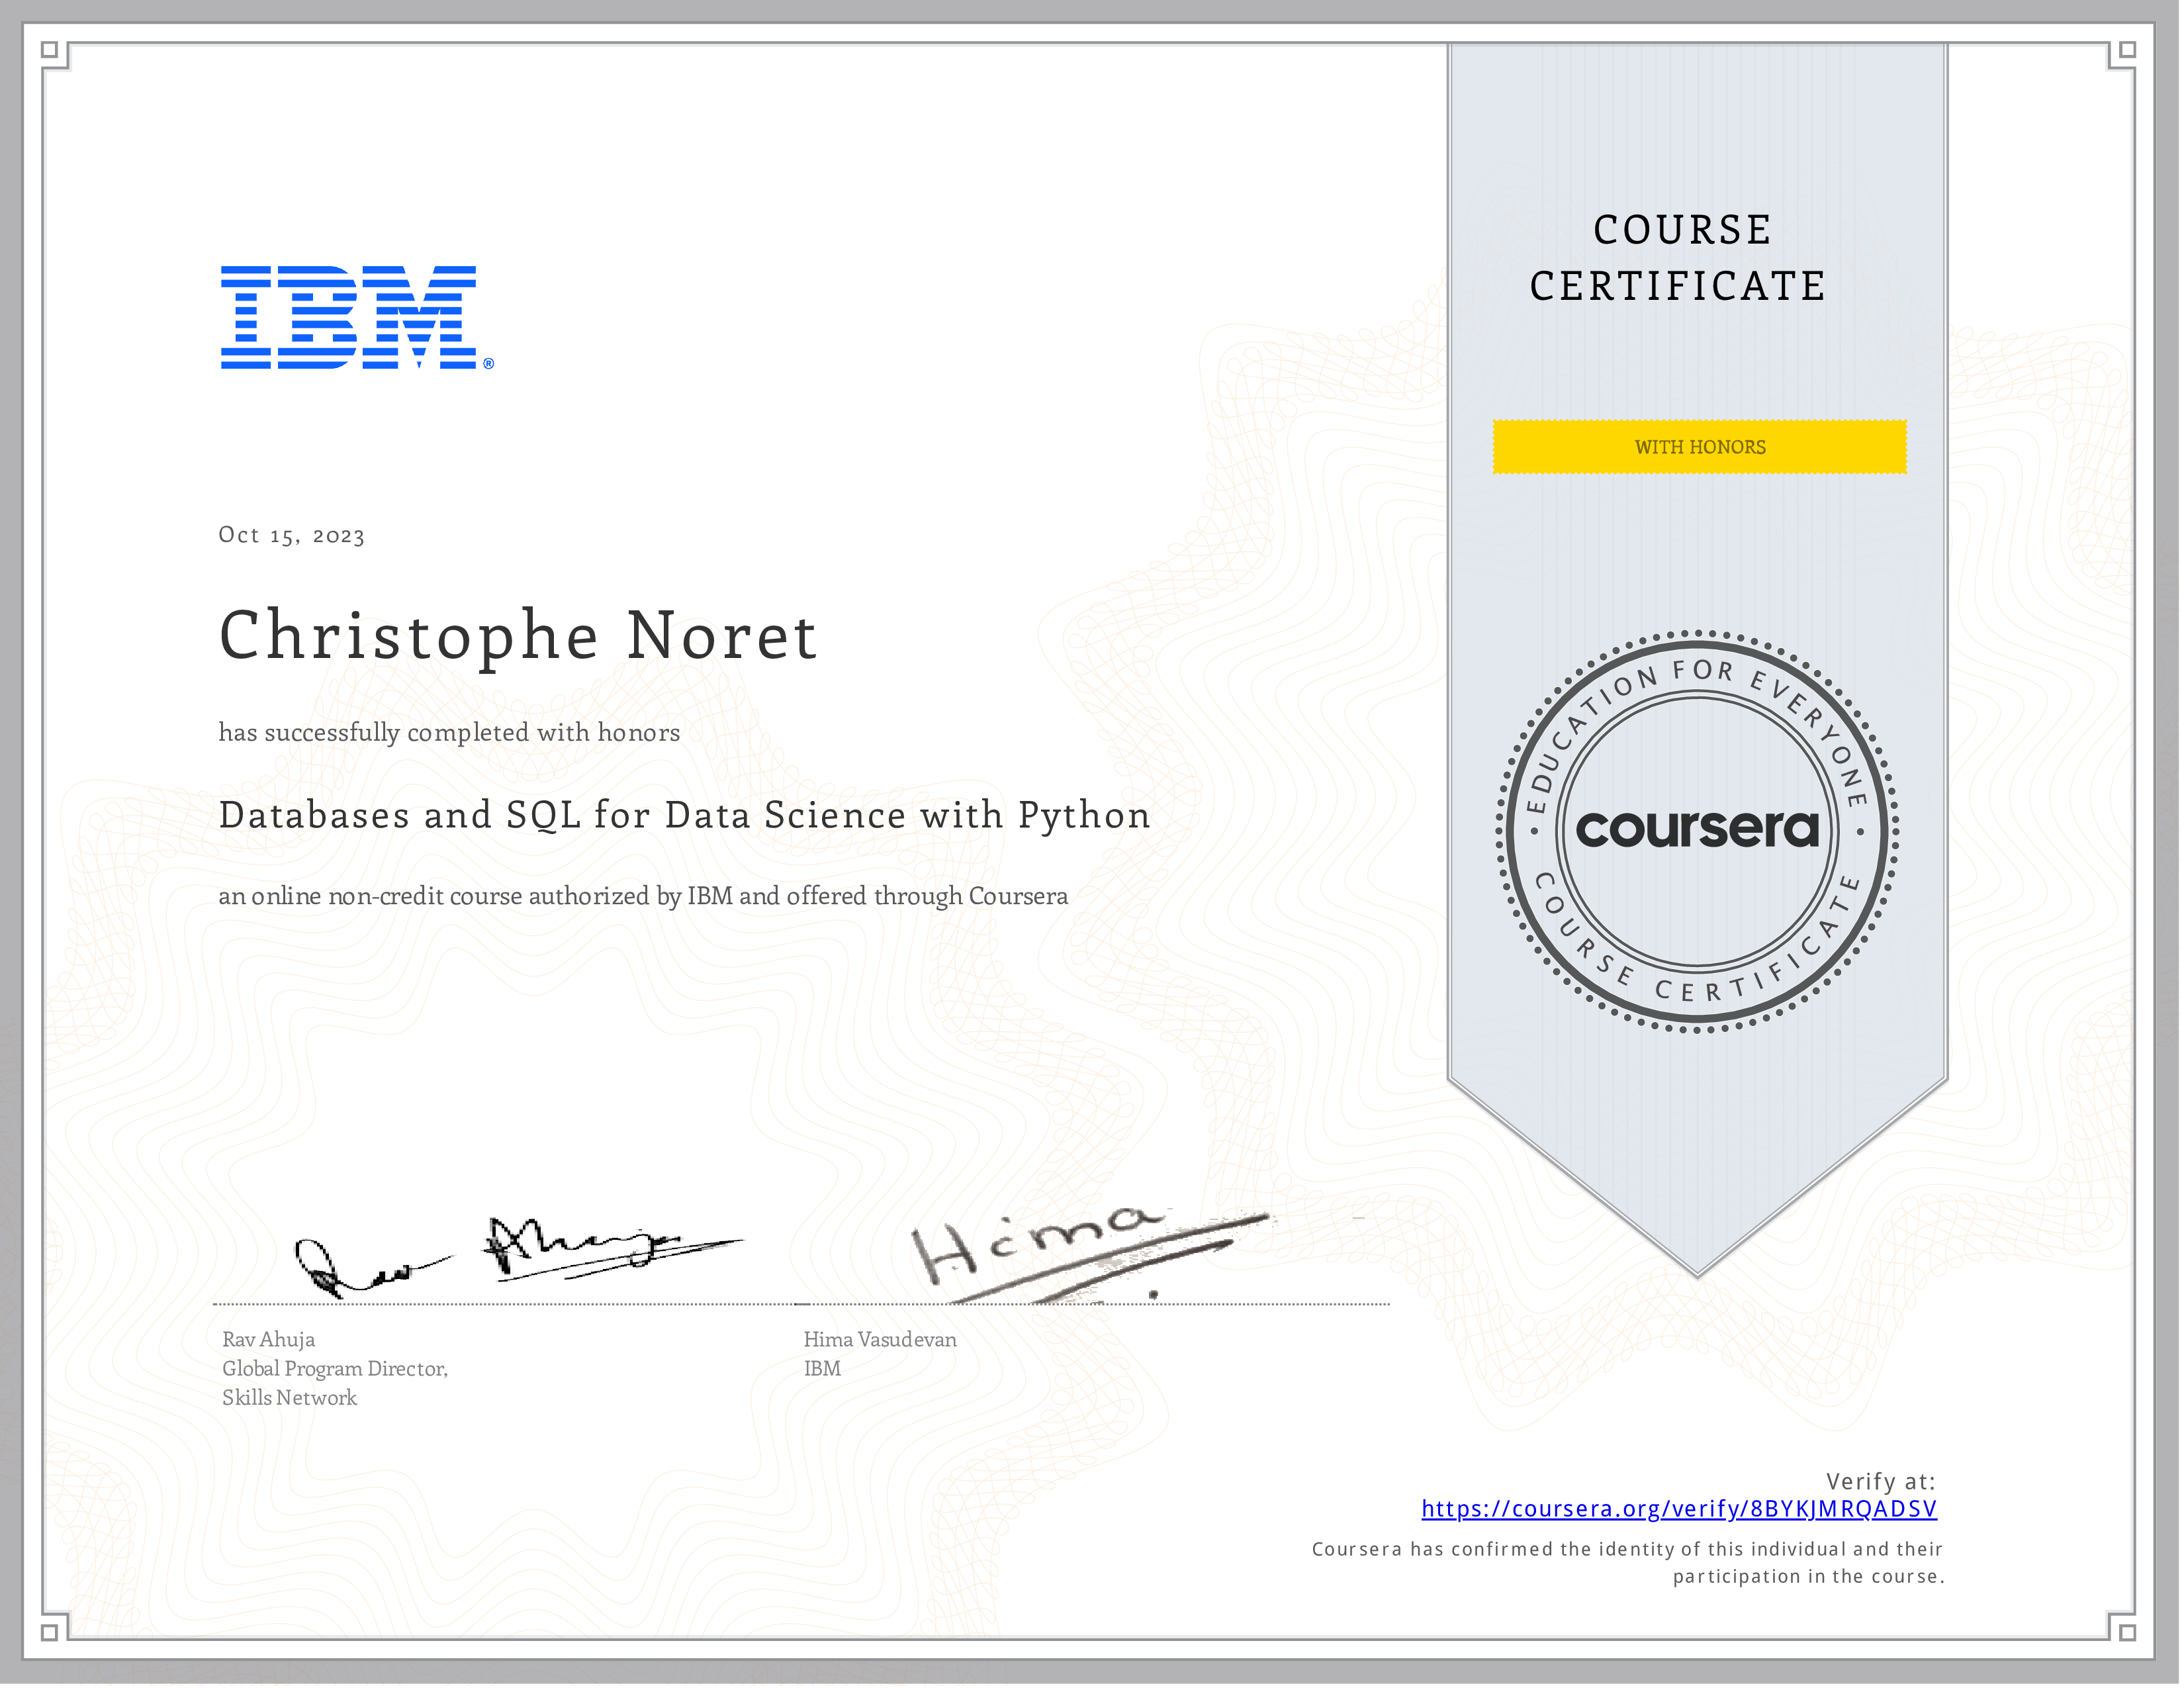 IBM®
Oct 15, 2023
Christophe Noret
has successfully completed with honors
Databases and SQL for Data Science with Python
an online non-credit course authorized by IBM and offered through Coursera
Rav Ahuja
Global Program Director,
Skills Network
Hima
Hima Vasudevan
IBM
COURSE
CERTIFICATE
WITH HONORS
EDUCATION FOR EVERYONE
coursera
COURSE CERTIFICATE
Verify at:
https://coursera.org/verify/8BYKJMRQADSV
Coursera has confirmed the identity of this individual and their
participation in the course.